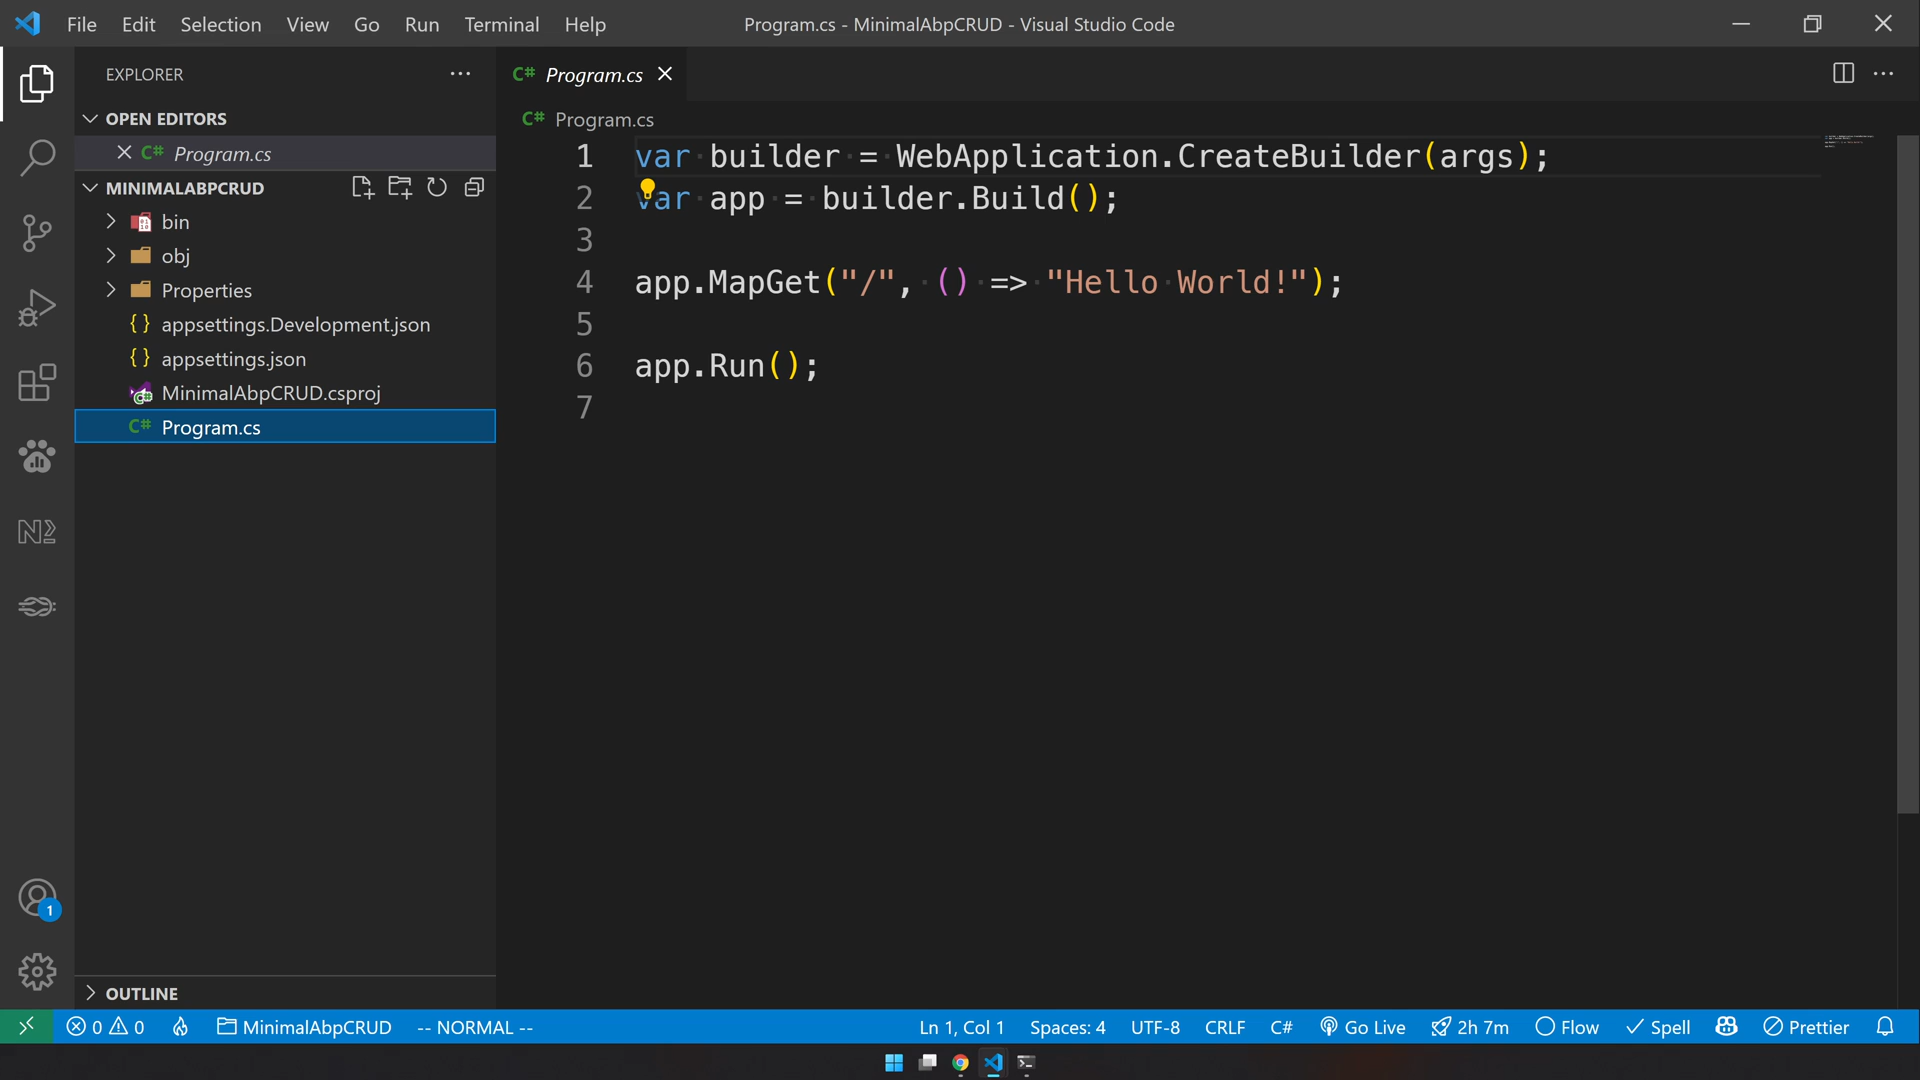 File Edit Selection View Go Run Terminal Help Program.cs - MinimalAbpCRUD - Visual Studio Code
EXPLORER
OPEN EDITORS
C# Program.cs
MINIMALABPCRUD
bin
obj
Properties
{} appsettings.Development.json
{} appsettings.json
MinimalAbpCRUD.csproj
C# Program.cs
OUTLINE
C# Program.cs
C# Program.cs
1 var builder = WebApplication.CreateBuilder(args);
2 var app = builder.Build();
3
4 app.MapGet("/", () => "Hello World!");
5
6 app.Run();
7
1
0 0 MinimalAbpCRUD -- NORMAL -- Ln 1, Col 1 Spaces: 4 UTF-8 CRLF C# Go Live 2h 7m Flow Spell Prettier